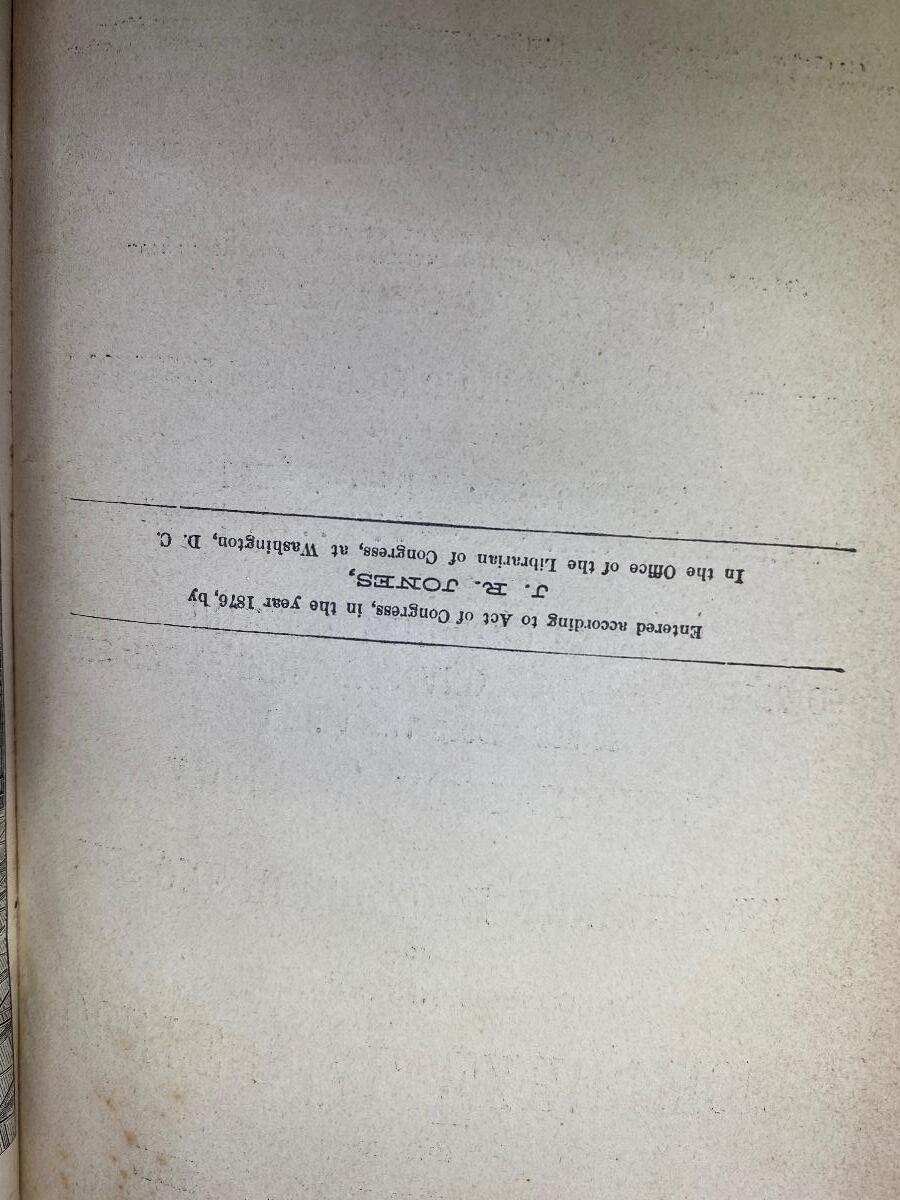 Entered according to Act of Congress, in the year 1876, by
J. R. JONES,
In the Office of the Librarian of Congress, at Washington, D. C.